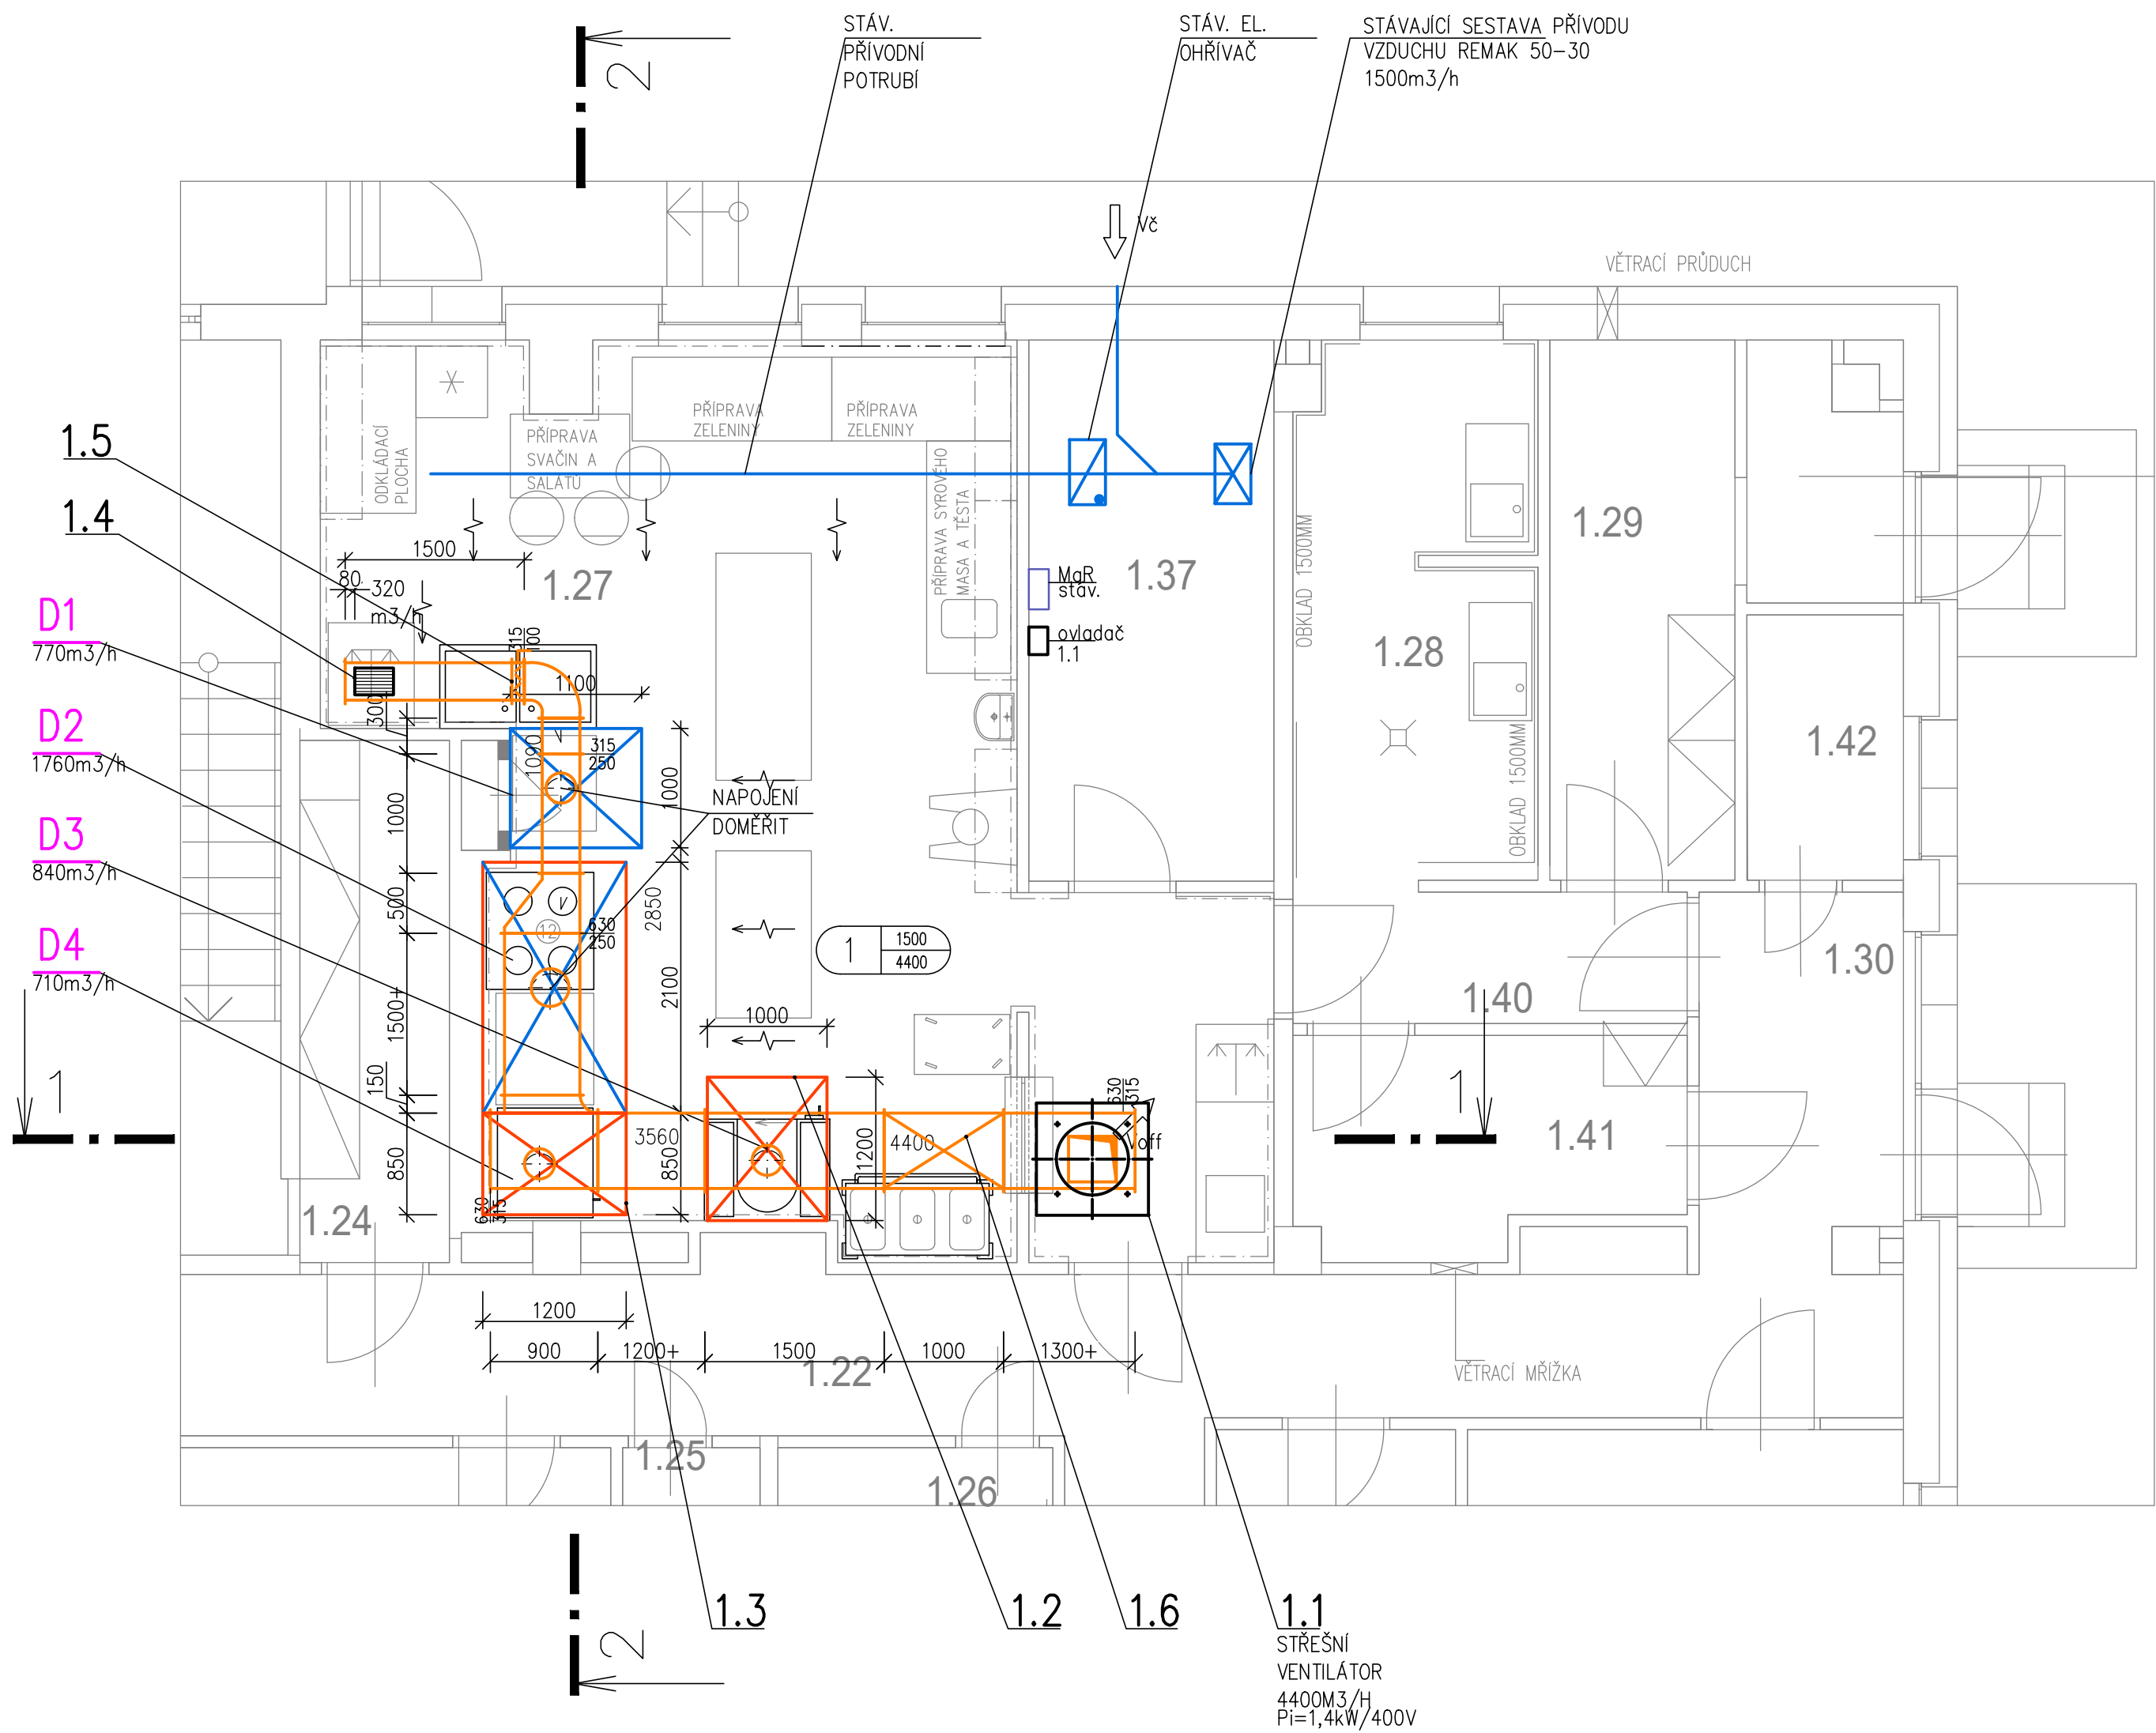 STÁV.
PŘÍVODNÍ
POTRUBÍ
STÁV. EL.
OHŘÍVAČ
STÁVAJÍCÍ SESTAVA PŘÍVODU
VZDUCHU REMAK 50-30
1500m3/h
2
Vč
VĚTRACÍ PRŮDUCH
ODKLÁDACÍ
PLOCHA
PŘÍPRAVA
SVAČIN A
SALÁTŮ
PŘÍPRAVA
ZELENINY
PŘÍPRAVA
ZELENINY
PŘÍPRAVA SYROVÉHO
MASA A TĚSTA
1.5
1.4
D1
770m3/h
D2
1760m3/h
D3
840m3/h
D4
710m3/h
1500
80
320
m3/h
1.27
315
100
1100
300
1090
315
250
1000
1000
NAPOJENÍ
DOMĚŘIT
MaR
stáv.
ovladač
1.1
1.37
OBKLAD 1500MM
1.28
OBKLAD 1500MM
1.29
1.42
1.30
500
12
630
250
2850
2100
1500+
150
850
1
1500
4400
1000
1.40
1.41
1
1
3560
850
1200
4400
630
315
Voff
630
315
1.24
1200
900
1200+
1500
1000
1300+
1.22
VĚTRACÍ MŘÍŽKA
1.25
1.26
2
1.3
1.2
1.6
1.1
STŘEŠNÍ
VENTILÁTOR
4400M3/H
Pi=1,4kW/400V